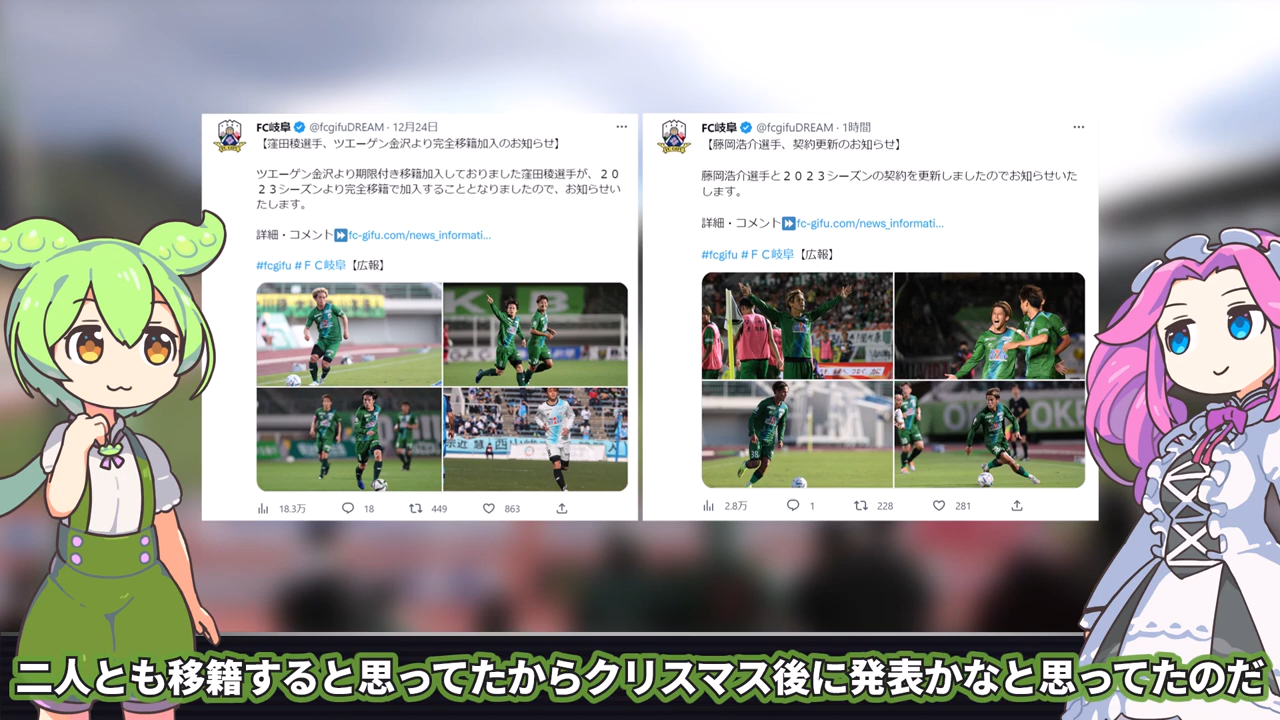 FC岐阜 @fcgifuDREAM · 12月24日
【窪田稜選手、ツエーゲン金沢より完全移籍加入のお知らせ】
ツエーゲン金沢より期限付き移籍加入しておりました窪田稜選手が、２０
２３シーズンより完全移籍で加入することとなりましたので、お知らせい
たします。
詳細・コメント⏩fc-gifu.com/news_informati...
#fcgifu #ＦＣ岐阜【広報】
18.3万 18 449 863
FC岐阜 @fcgifuDREAM · 1時間
【藤岡浩介選手、契約更新のお知らせ】
藤岡浩介選手と２０２３シーズンの契約を更新しましたのでお知らせいた
します。
詳細・コメント⏩fc-gifu.com/news_informati...
#fcgifu #ＦＣ岐阜【広報】
2.8万 1 228 281
二人とも移籍すると思ってたからクリスマス後に発表かなと思ってたのだ